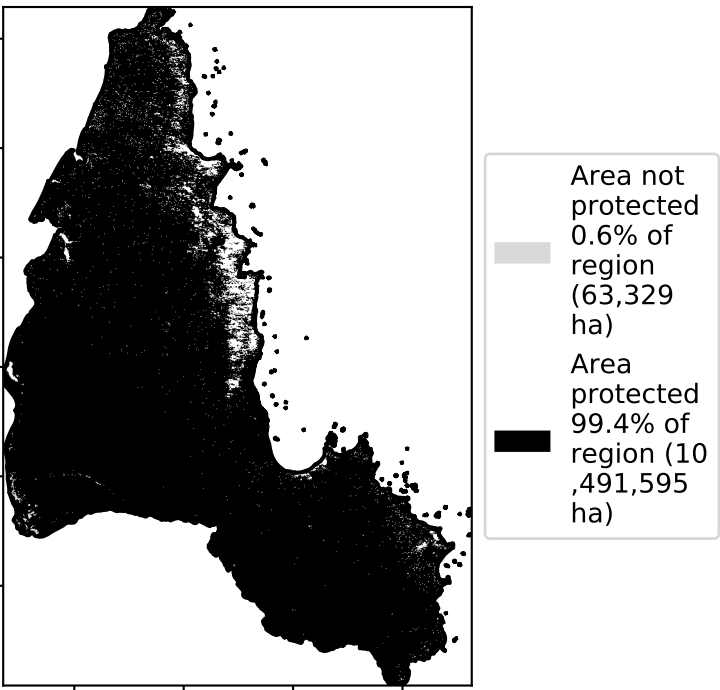 Area not
protected
0.6% of
region
(63,329
ha)
Area
protected
99.4% of
region (10
,491,595
ha)